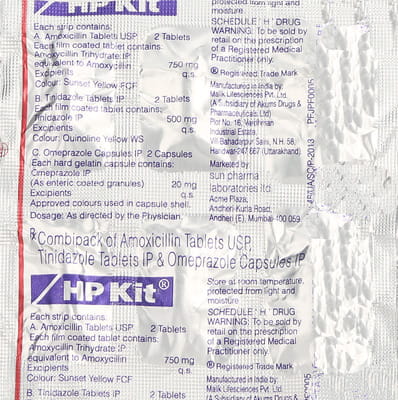 HP Kit®
Each strip contains:
A. Amoxicillin Tablets USP 2 Tablets
Each film coated tablet contains:
Amoxicillin Trihydrate IP
equivalent to Amoxycillin 750 mg
Excipients q.s.
Colour: Sunset Yellow FCF
B. Tinidazole Tablets IP 2 Tablets
Each film coated tablet contains:
Tinidazole IP 500 mg
Excipients q.s.
Colour: Quinoline Yellow WS
C. Omeprazole Capsules IP 2 Capsules
Each hard gelatin capsule contains:
Omeprazole IP
(As enteric coated granules) 20 mg
Excipients q.s.
Approved colours used in capsule shell.
Dosage: As directed by the Physician.
protected from light and
moisture.
SCHEDULE 'H' DRUG
WARNING: To be sold by
retail on the prescription
of a Registered Medical
Practitioner only.
® Registered Trade Mark
Manufactured in India by:
Malik Lifesciences Pvt. Ltd.
(A Subsidiary of Akums Drugs &
Pharmaceuticals Ltd)
Plot No. 16, Vardhman
Industrial Estate,
Vill-Bahadarpur Saini, N.H. 58,
Haridwar-247 667 (Uttarakhand)
Marketed by:
sun pharma
laboratories ltd.
Acme Plaza,
Andheri-Kurla Road,
Andheri (E), Mumbai-400 059
Rx Combipack of Amoxicillin Tablets USP,
Tinidazole Tablets IP & Omeprazole Capsules IP
HP Kit®
Each strip contains:
A. Amoxicillin Tablets USP 2 Tablets
Each film coated tablet contains:
Amoxicillin Trihydrate IP
equivalent to Amoxycillin 750 mg
Excipients q.s.
Colour: Sunset Yellow FCF
B. Tinidazole Tablets IP 2 Tablets
Store at room temperature,
protected from light and
moisture.
SCHEDULE 'H' DRUG
WARNING: To be sold by
retail on the prescription
of a Registered Medical
Practitioner only.
® Registered Trade Mark
Manufactured in India by:
Malik Lifesciences Pvt. Ltd.
(A Subsidiary of Akums Drugs &